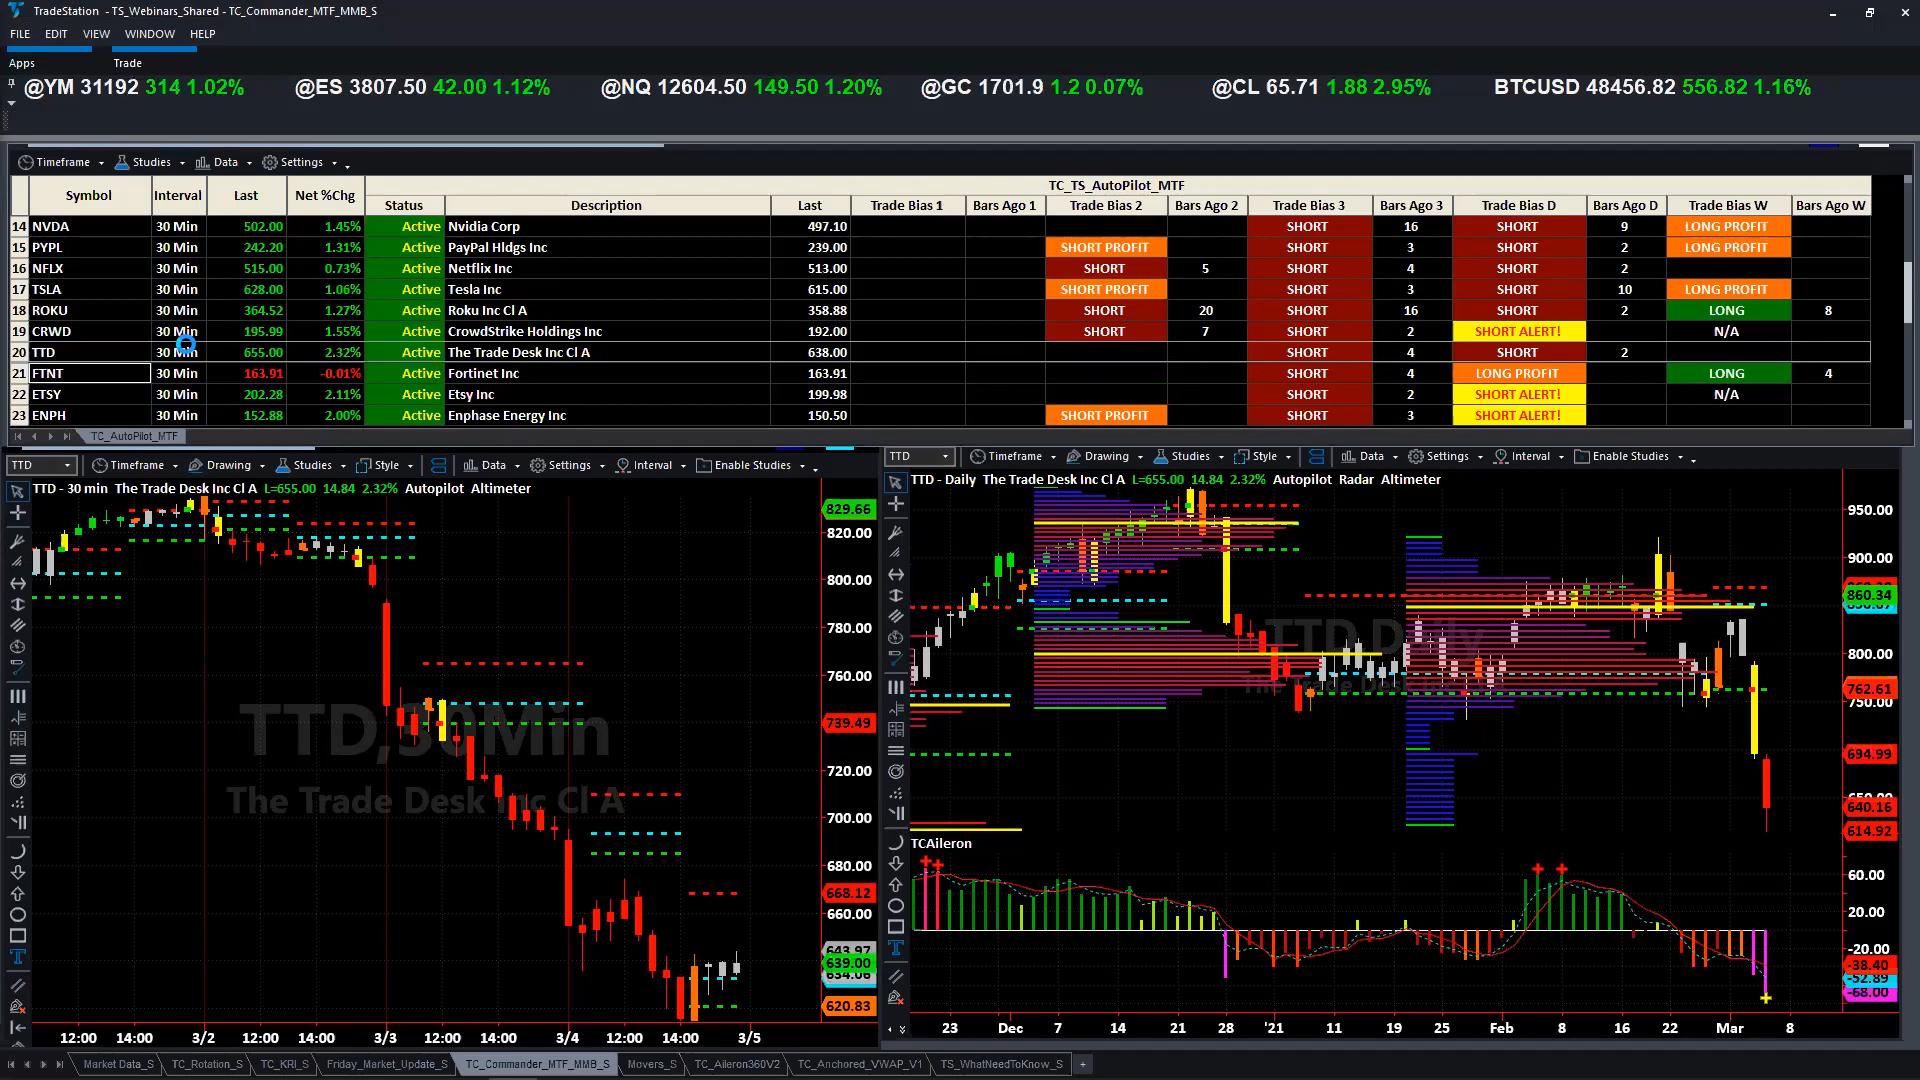 TradeStation - TS_Webinars_Shared - TC_Commander_MTF_MMB_S
FILE EDIT VIEW WINDOW HELP
Apps Trade
@YM 31192 314 1.02% @ES 3807.50 42.00 1.12% @NQ 12604.50 149.50 1.20% @GC 1701.9 1.2 0.07% @CL 65.71 1.88 2.95% BTCUSD 48456.82 556.82 1.16%
Timeframe Studies Data Settings
TC_TS_AutoPilot_MTF
Symbol Interval Last Net %Chg Status Description Last Trade Bias 1 Bars Ago 1 Trade Bias 2 Bars Ago 2 Trade Bias 3 Bars Ago 3 Trade Bias D Bars Ago D Trade Bias W Bars Ago W
14 NVDA 30 Min 502.00 1.45% Active Nvidia Corp 497.10 SHORT 16 SHORT 9 LONG PROFIT
15 PYPL 30 Min 242.20 1.31% Active PayPal Hldgs Inc 239.00 SHORT PROFIT SHORT 3 SHORT 2 LONG PROFIT
16 NFLX 30 Min 515.00 0.73% Active Netflix Inc 513.00 SHORT 5 SHORT 4 SHORT 2
17 TSLA 30 Min 628.00 1.06% Active Tesla Inc 615.00 SHORT PROFIT SHORT 3 SHORT 10 LONG PROFIT
18 ROKU 30 Min 364.52 1.27% Active Roku Inc Cl A 358.88 SHORT 20 SHORT 16 SHORT 2 LONG 8
19 CRWD 30 Min 195.99 1.55% Active CrowdStrike Holdings Inc 192.00 SHORT 7 SHORT 2 SHORT ALERT! N/A
20 TTD 30 Min 655.00 2.32% Active The Trade Desk Inc Cl A 638.00 SHORT 4 SHORT 2
21 FTNT 30 Min 163.91 -0.01% Active Fortinet Inc 163.91 SHORT 4 LONG PROFIT LONG 4
22 ETSY 30 Min 202.28 2.11% Active Etsy Inc 199.98 SHORT 2 SHORT ALERT! N/A
23 ENPH 30 Min 152.88 2.00% Active Enphase Energy Inc 150.50 SHORT PROFIT SHORT 3 SHORT ALERT!
TC_AutoPilot_MTF
TTD Timeframe Drawing Studies Style Data Settings Interval Enable Studies
TTD - 30 min The Trade Desk Inc Cl A L=655.00 14.84 2.32% Autopilot Altimeter
829.66
820.00
800.00
780.00
760.00
739.49
720.00
700.00
680.00
668.12
660.00
643.97
639.00
634.06
620.83
TTD,30Min
The Trade Desk Inc Cl A
12:00 14:00 3/2 12:00 14:00 3/3 12:00 14:00 3/4 12:00 14:00 3/5
TTD Timeframe Drawing Studies Style Data Settings Interval Enable Studies
TTD - Daily The Trade Desk Inc Cl A L=655.00 14.84 2.32% Autopilot Radar Altimeter
950.00
900.00
860.34
800.00
762.61
750.00
694.99
640.16
614.92
TTD Daily
TCAileron
60.00
20.00
-20.00
-38.40
-52.89
-68.00
23 Dec 7 14 21 28 '21 11 19 25 Feb 8 16 22 Mar 8
Market Data_S TC_Rotation_S TC_KRI_S Friday_Market_Update_S TC_Commander_MTF_MMB_S Movers_S TC_Aileron360V2 TC_Anchored_VWAP_V1 TS_WhatNeedToKnow_S +